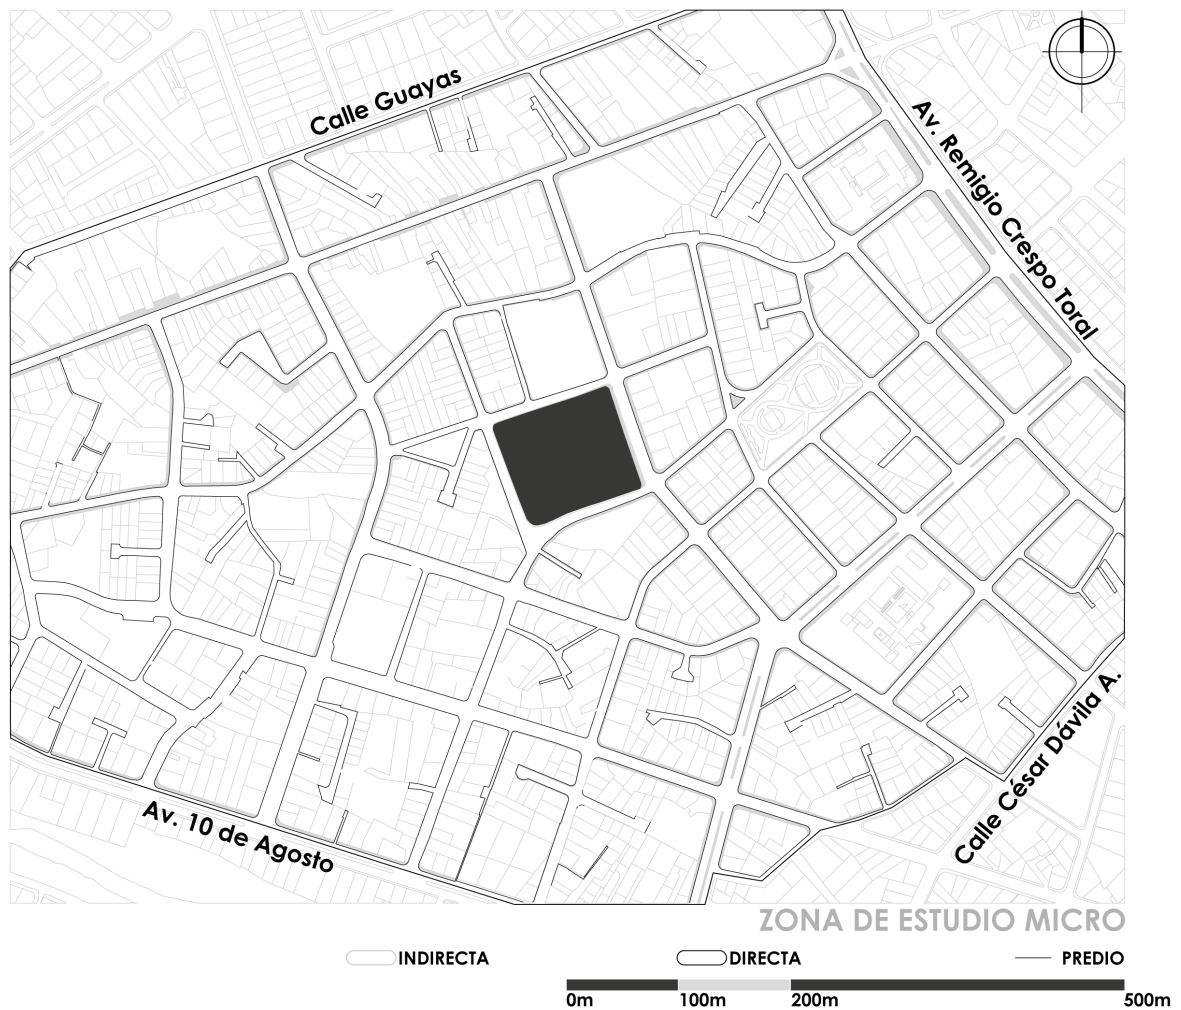 Calle Guayas
Av. Remigio Crespo Toral
Calle César Dávila A.
Av. 10 de Agosto
ZONA DE ESTUDIO MICRO
INDIRECTA
DIRECTA
PREDIO
0m 100m 200m 500m